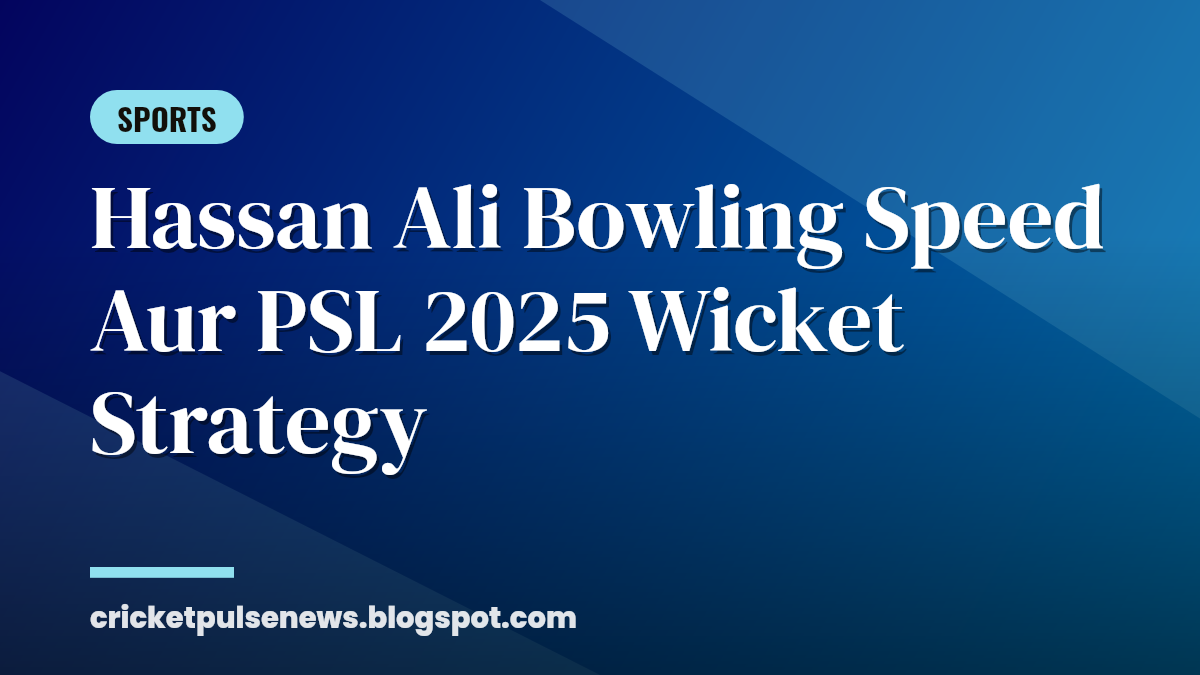 SPORTS
Hassan Ali Bowling Speed
Aur PSL 2025 Wicket
Strategy
cricketpulsenews.blogspot.com